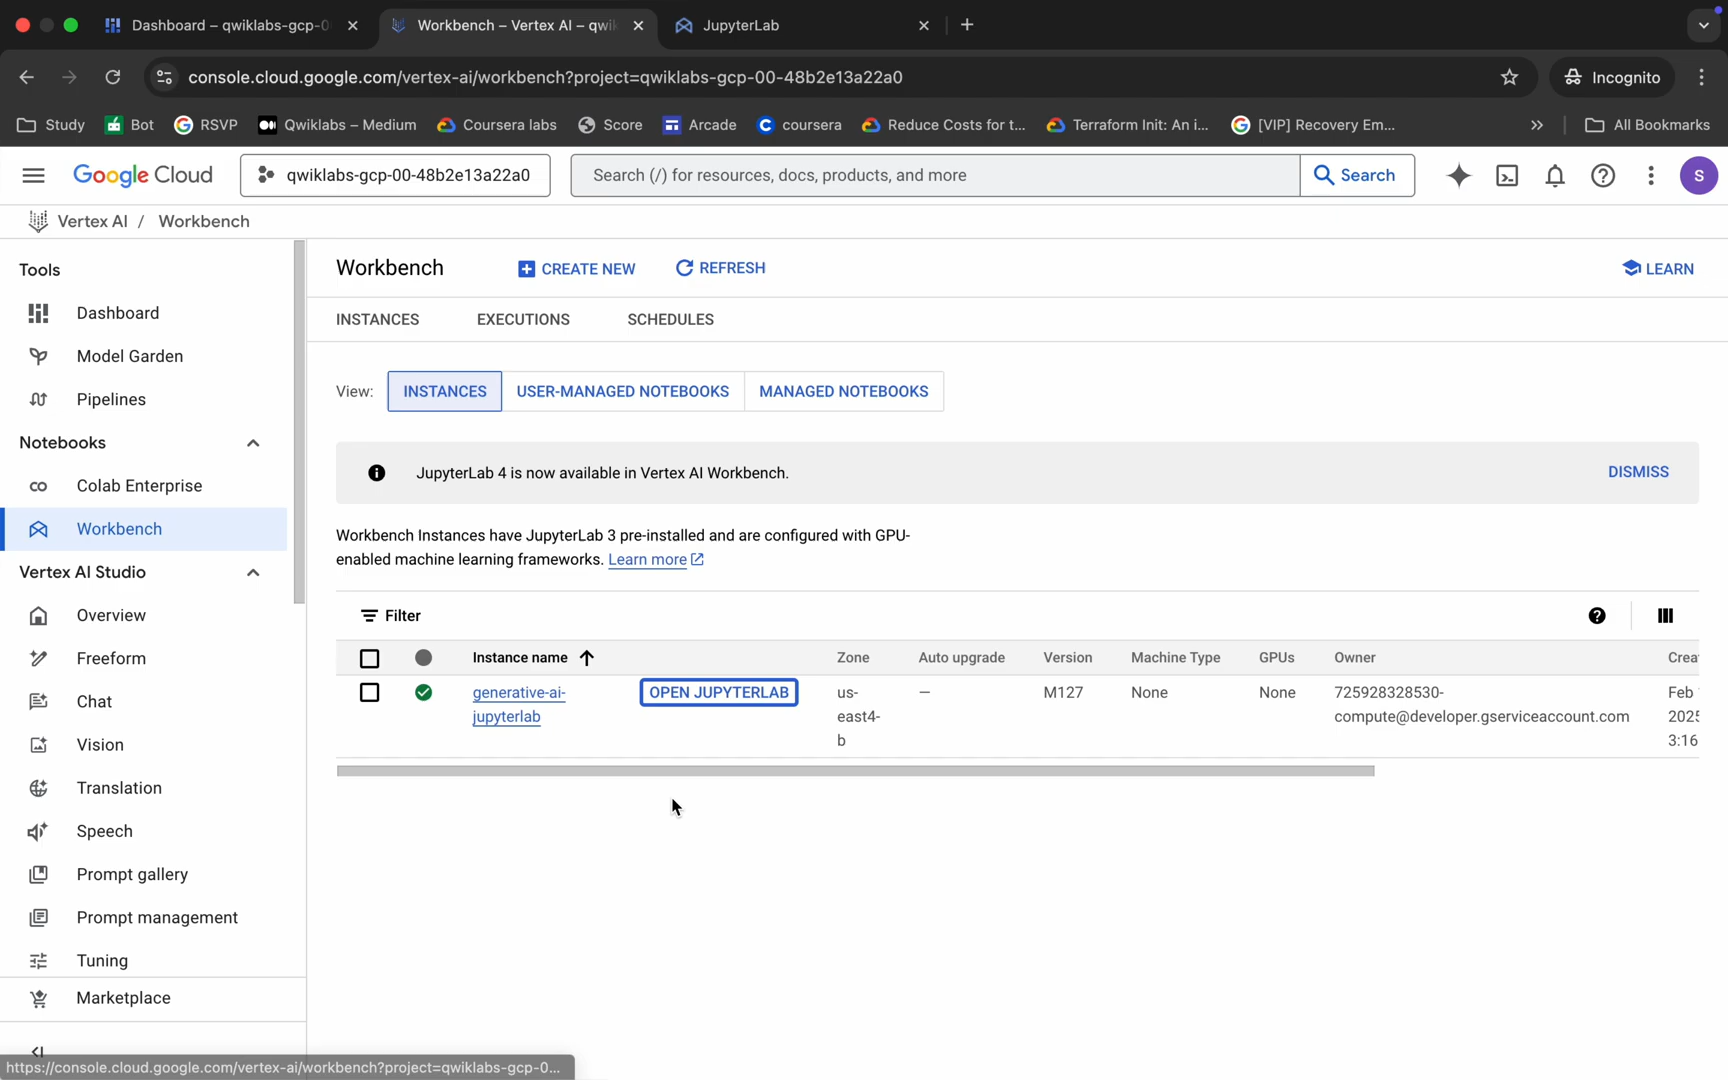 Dashboard – qwiklabs-gcp-0
Workbench – Vertex AI – qwik
JupyterLab
console.cloud.google.com/vertex-ai/workbench?project=qwiklabs-gcp-00-48b2e13a22a0
Incognito
Study
Bot
RSVP
Qwiklabs – Medium
Coursera labs
Score
Arcade
coursera
Reduce Costs for t...
Terraform Init: An i...
[VIP] Recovery Em...
All Bookmarks
Google Cloud
qwiklabs-gcp-00-48b2e13a22a0
Search (/) for resources, docs, products, and more
Search
S
Vertex AI / Workbench
Tools
Dashboard
Model Garden
Pipelines
Notebooks
Colab Enterprise
Workbench
Vertex AI Studio
Overview
Freeform
Chat
Vision
Translation
Speech
Prompt gallery
Prompt management
Tuning
Marketplace
https://console.cloud.google.com/vertex-ai/workbench?project=qwiklabs-gcp-0...
Workbench
CREATE NEW
REFRESH
LEARN
INSTANCES
EXECUTIONS
SCHEDULES
View:
INSTANCES
USER-MANAGED NOTEBOOKS
MANAGED NOTEBOOKS
JupyterLab 4 is now available in Vertex AI Workbench.
DISMISS
Workbench Instances have JupyterLab 3 pre-installed and are configured with GPU-
enabled machine learning frameworks. Learn more
Filter
Instance name
Zone
Auto upgrade
Version
Machine Type
GPUs
Owner
Crea
generative-ai-
jupyterlab
OPEN JUPYTERLAB
us-
east4-
b
–
M127
None
None
725928328530-
compute@developer.gserviceaccount.com
Feb
2025
3:16